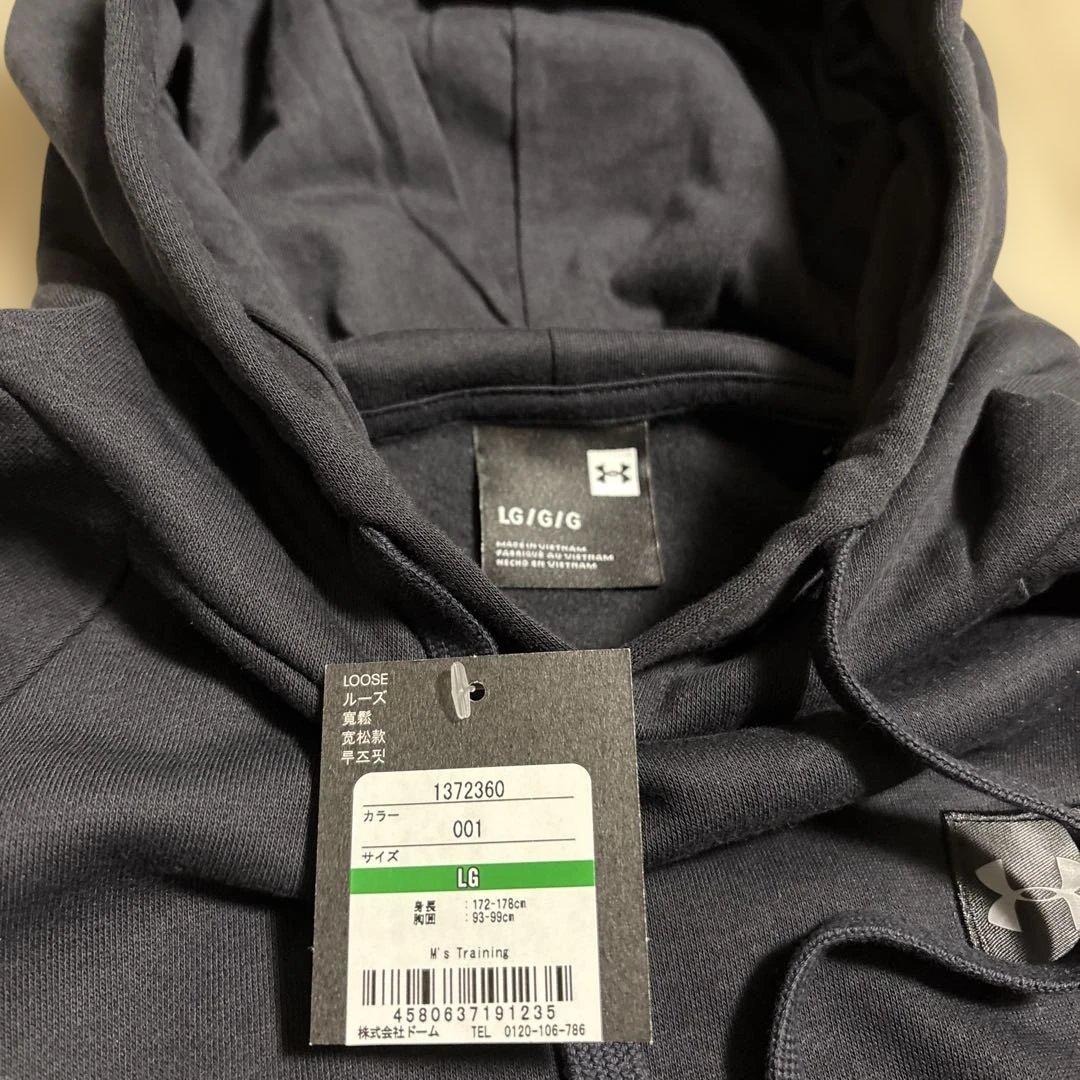 LG/G/G
MADE IN VIETNAM
FABRIQUÉ AU VIETNAM
HECHO EN VIETNAM
LOOSE
ルーズ
寬鬆
宽松款
루즈핏
1372360
カラー
001
サイズ
LG
身長 :172-178cm
胸囲 :93-99cm
M's Training
4580637191235
株式会社ドーム TEL 0120-106-786